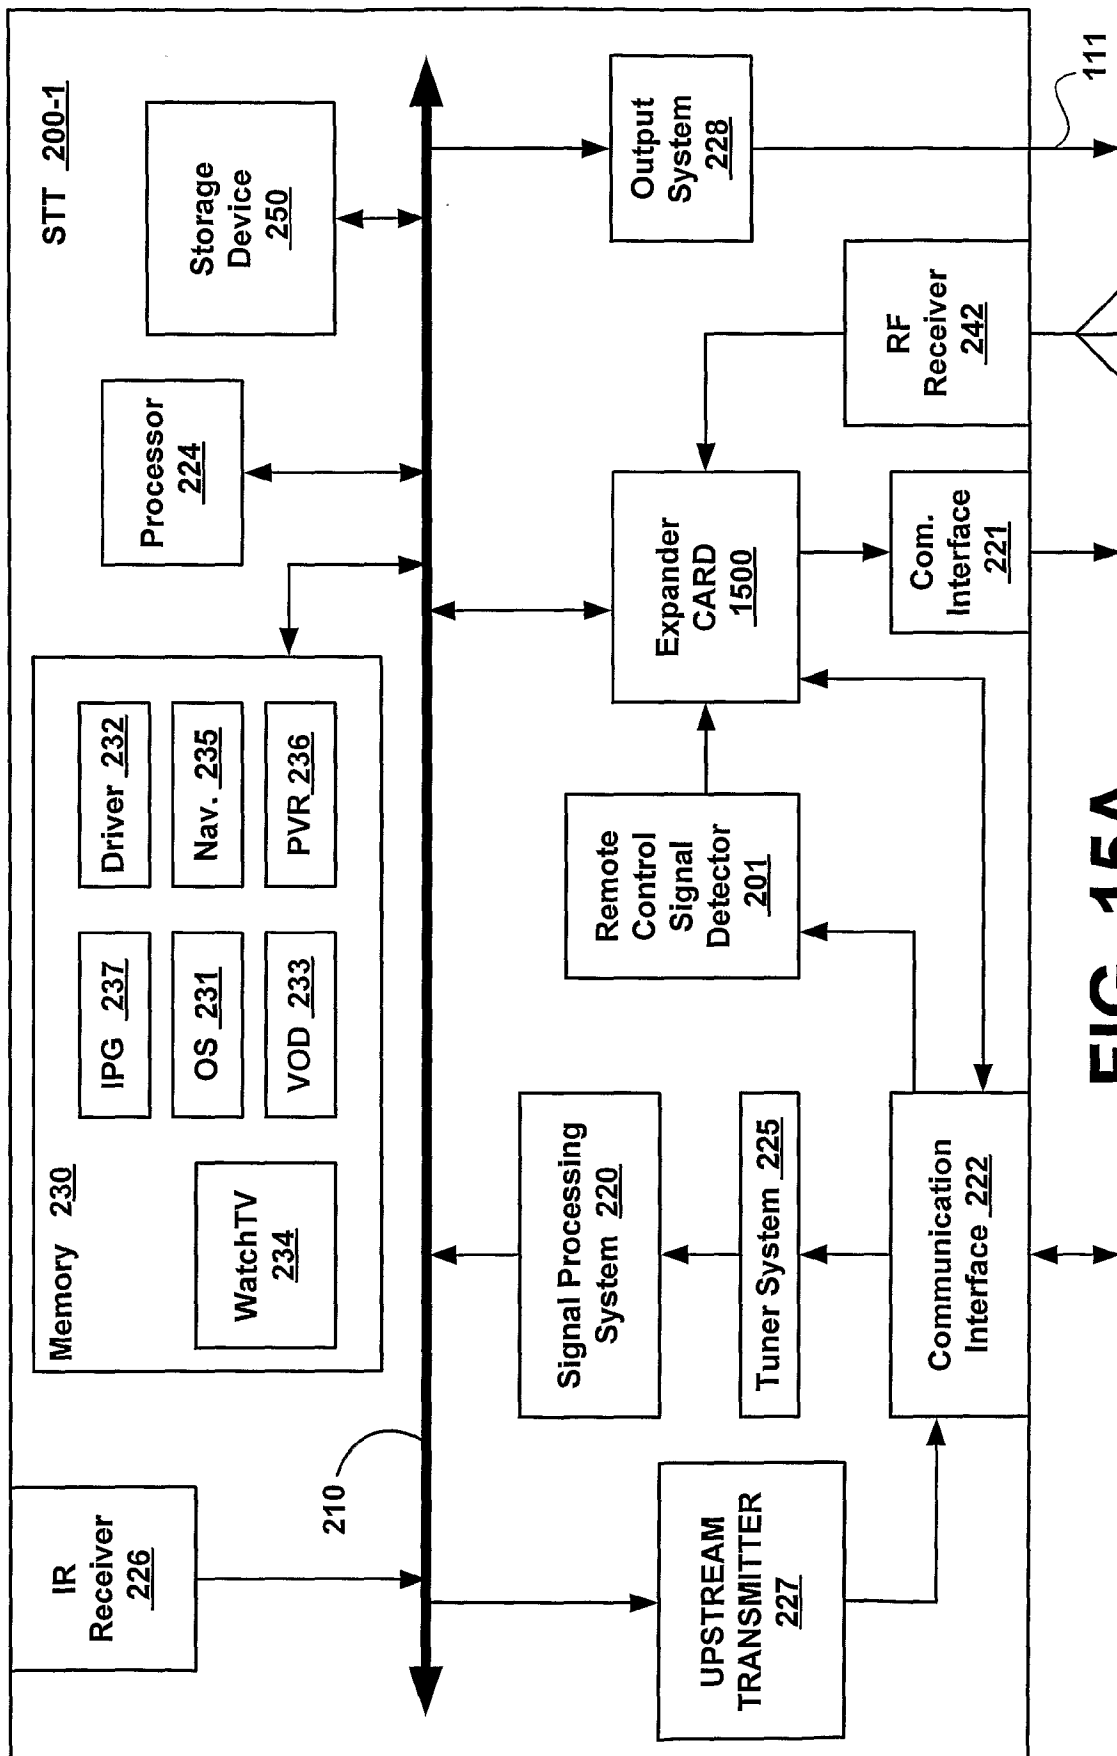 STT 200-1
IR
Receiver
226
Memory 230
WatchTV
234
IPG 237
OS 231
VOD 233
Driver 232
Nav. 235
PVR 236
Processor
224
Storage
Device
250
210
UPSTREAM
TRANSMITTER
227
Signal Processing
System 220
Tuner System 225
Communication
Interface 222
Remote
Control
Signal
Detector
201
Expander
CARD
1500
Com.
Interface
221
RF
Receiver
242
Output
System
228
111
FIG. 15A